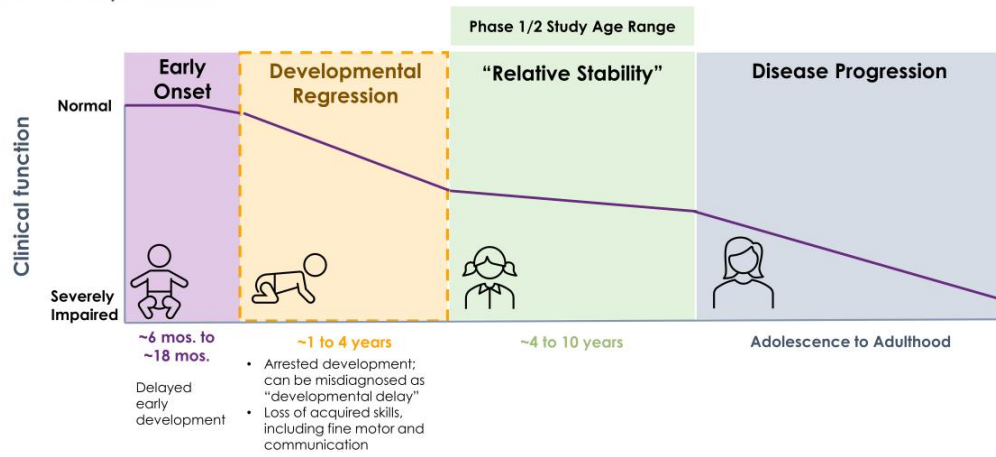 Phase 1/2 Study Age Range
Early
Onset
Developmental
Regression
“Relative Stability”
Disease Progression
Normal
Clinical function
Severely
Impaired
~6 mos. to
~18 mos.
~1 to 4 years
~4 to 10 years
Adolescence to Adulthood
Delayed
early
development
• Arrested development;
can be misdiagnosed as
“developmental delay”
• Loss of acquired skills,
including fine motor and
communication